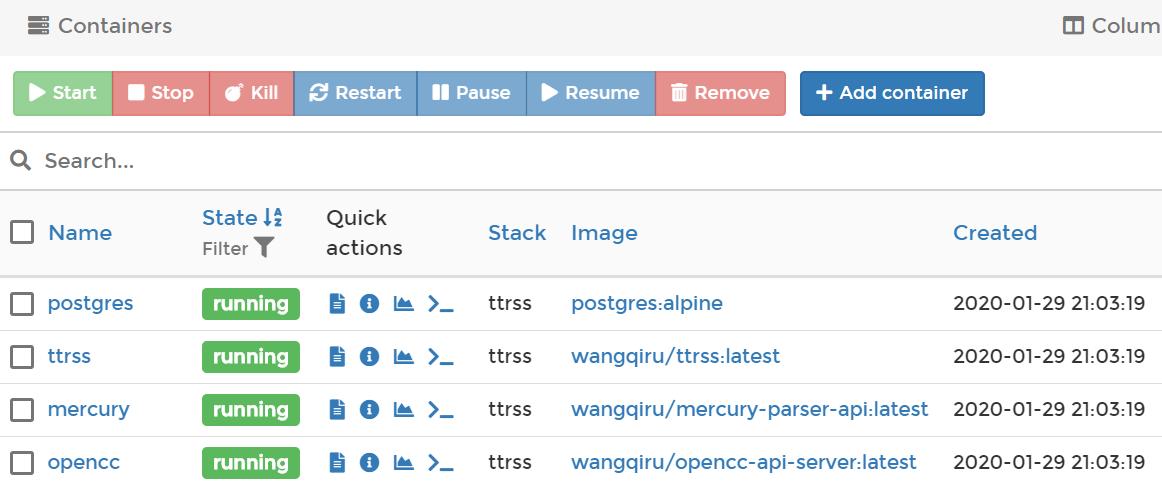 Containers Colum
Start Stop Kill Restart Pause Resume Remove Add container
Search...
Name State Filter Quick actions Stack Image Created
postgres running ttrss postgres:alpine 2020-01-29 21:03:19
ttrss running ttrss wangqiru/ttrss:latest 2020-01-29 21:03:19
mercury running ttrss wangqiru/mercury-parser-api:latest 2020-01-29 21:03:19
opencc running ttrss wangqiru/opencc-api-server:latest 2020-01-29 21:03:19